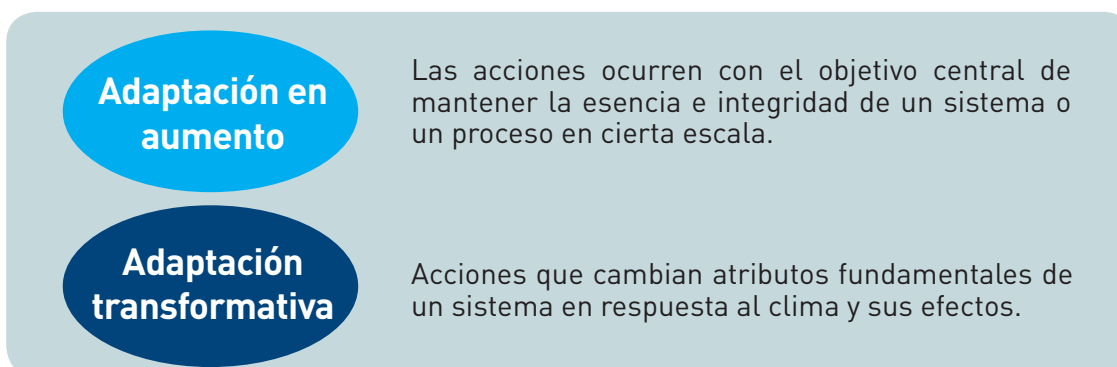 Adaptación en
aumento
Las acciones ocurren con el objetivo central de
mantener la esencia e integridad de un sistema o
un proceso en cierta escala.
Adaptación
transformativa
Acciones que cambian atributos fundamentales de
un sistema en respuesta al clima y sus efectos.